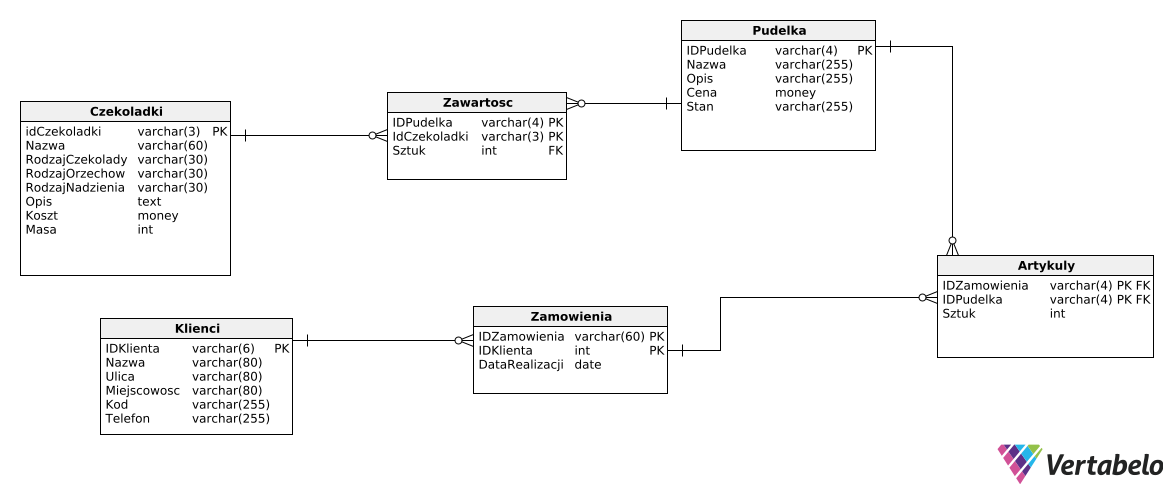 Pudelka
IDPudelka varchar(4) PK
Nazwa varchar(255)
Opis varchar(255)
Cena money
Stan varchar(255)
Czekoladki
idCzekoladki varchar(3) PK
Nazwa varchar(60)
RodzajCzekolady varchar(30)
RodzajOrzechow varchar(30)
RodzajNadzienia varchar(30)
Opis text
Koszt money
Masa int
Zawartosc
IDPudelka varchar(4) PK
IdCzekoladki varchar(3) PK
Sztuk int FK
Artykuly
IDZamowienia varchar(4) PK FK
IDPudelka varchar(4) PK FK
Sztuk int
Klienci
IDKlienta varchar(6) PK
Nazwa varchar(80)
Ulica varchar(80)
Miejscowosc varchar(80)
Kod varchar(255)
Telefon varchar(255)
Zamowienia
IDZamowienia varchar(60) PK
IDKlienta int PK
DataRealizacji date
Vertabelo